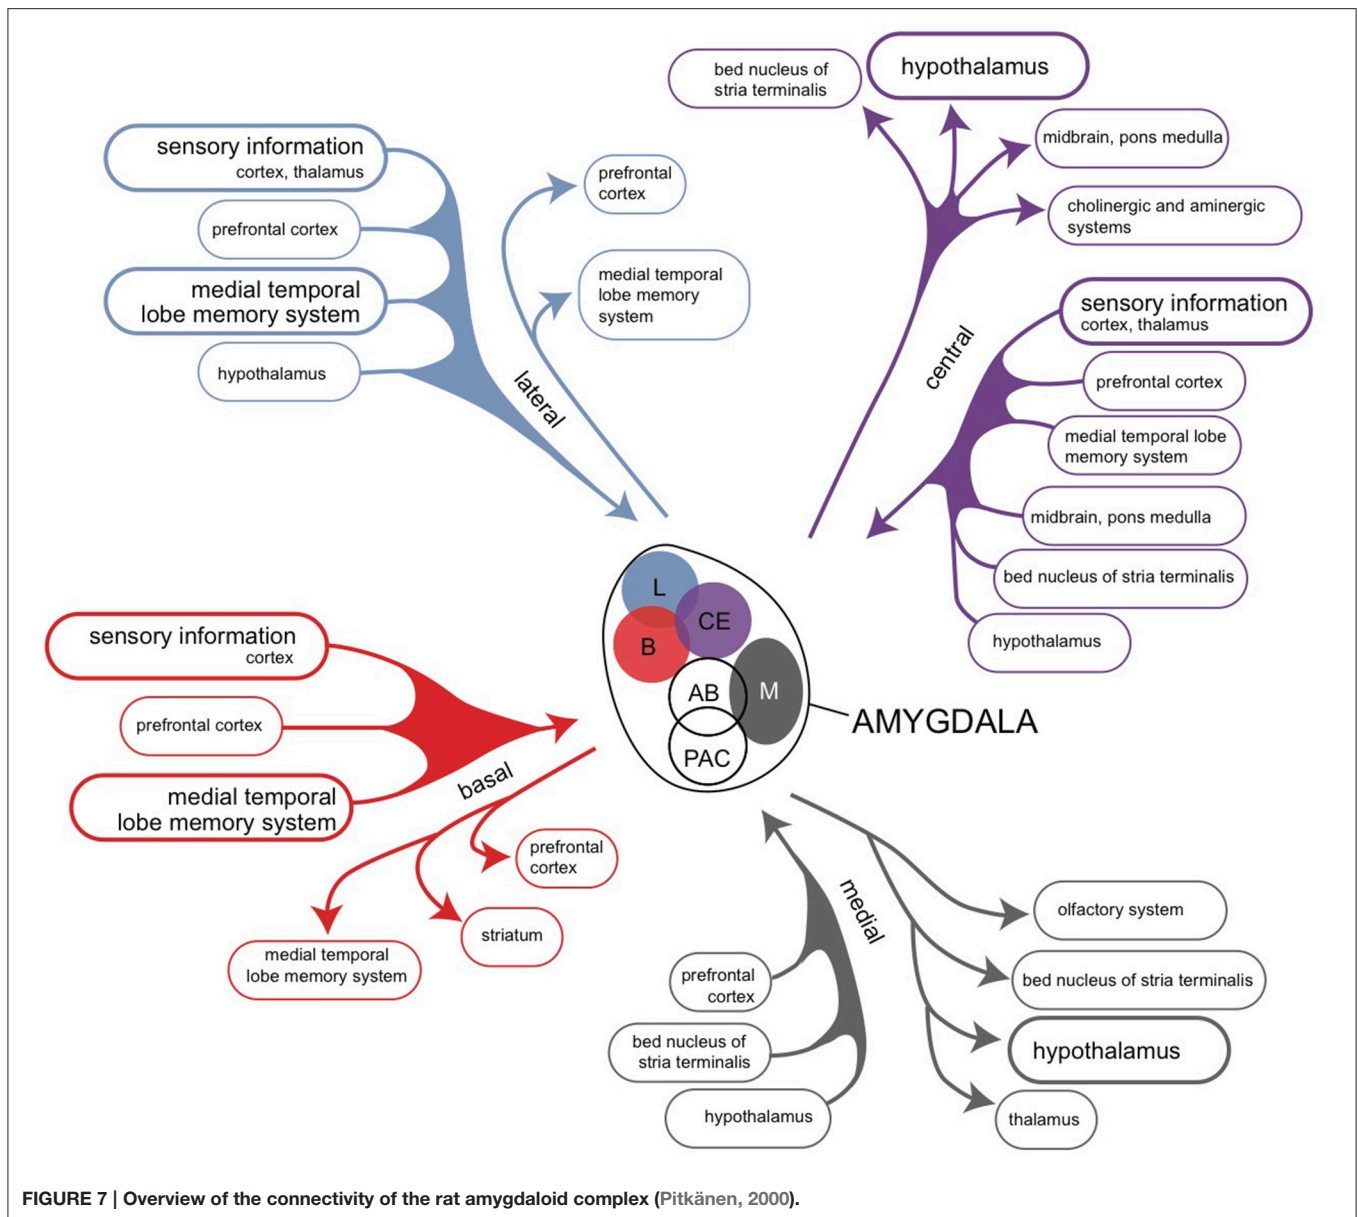 bed nucleus of
stria terminalis
hypothalamus
midbrain, pons medulla
cholinergic and aminergic
systems
sensory information
cortex, thalamus
prefrontal cortex
medial temporal
lobe memory system
hypothalamus
prefrontal
cortex
medial temporal
lobe memory
system
lateral
central
sensory information
cortex, thalamus
prefrontal cortex
medial temporal lobe
memory system
midbrain, pons medulla
bed nucleus of stria terminalis
hypothalamus
L
CE
B
AB
M
PAC
AMYGDALA
sensory information
cortex
prefrontal cortex
medial temporal
lobe memory system
basal
prefrontal
cortex
striatum
medial temporal
lobe memory system
medial
prefrontal
cortex
bed nucleus of
stria terminalis
hypothalamus
olfactory system
bed nucleus of stria terminalis
hypothalamus
thalamus
FIGURE 7 | Overview of the connectivity of the rat amygdaloid complex (Pitkänen, 2000).